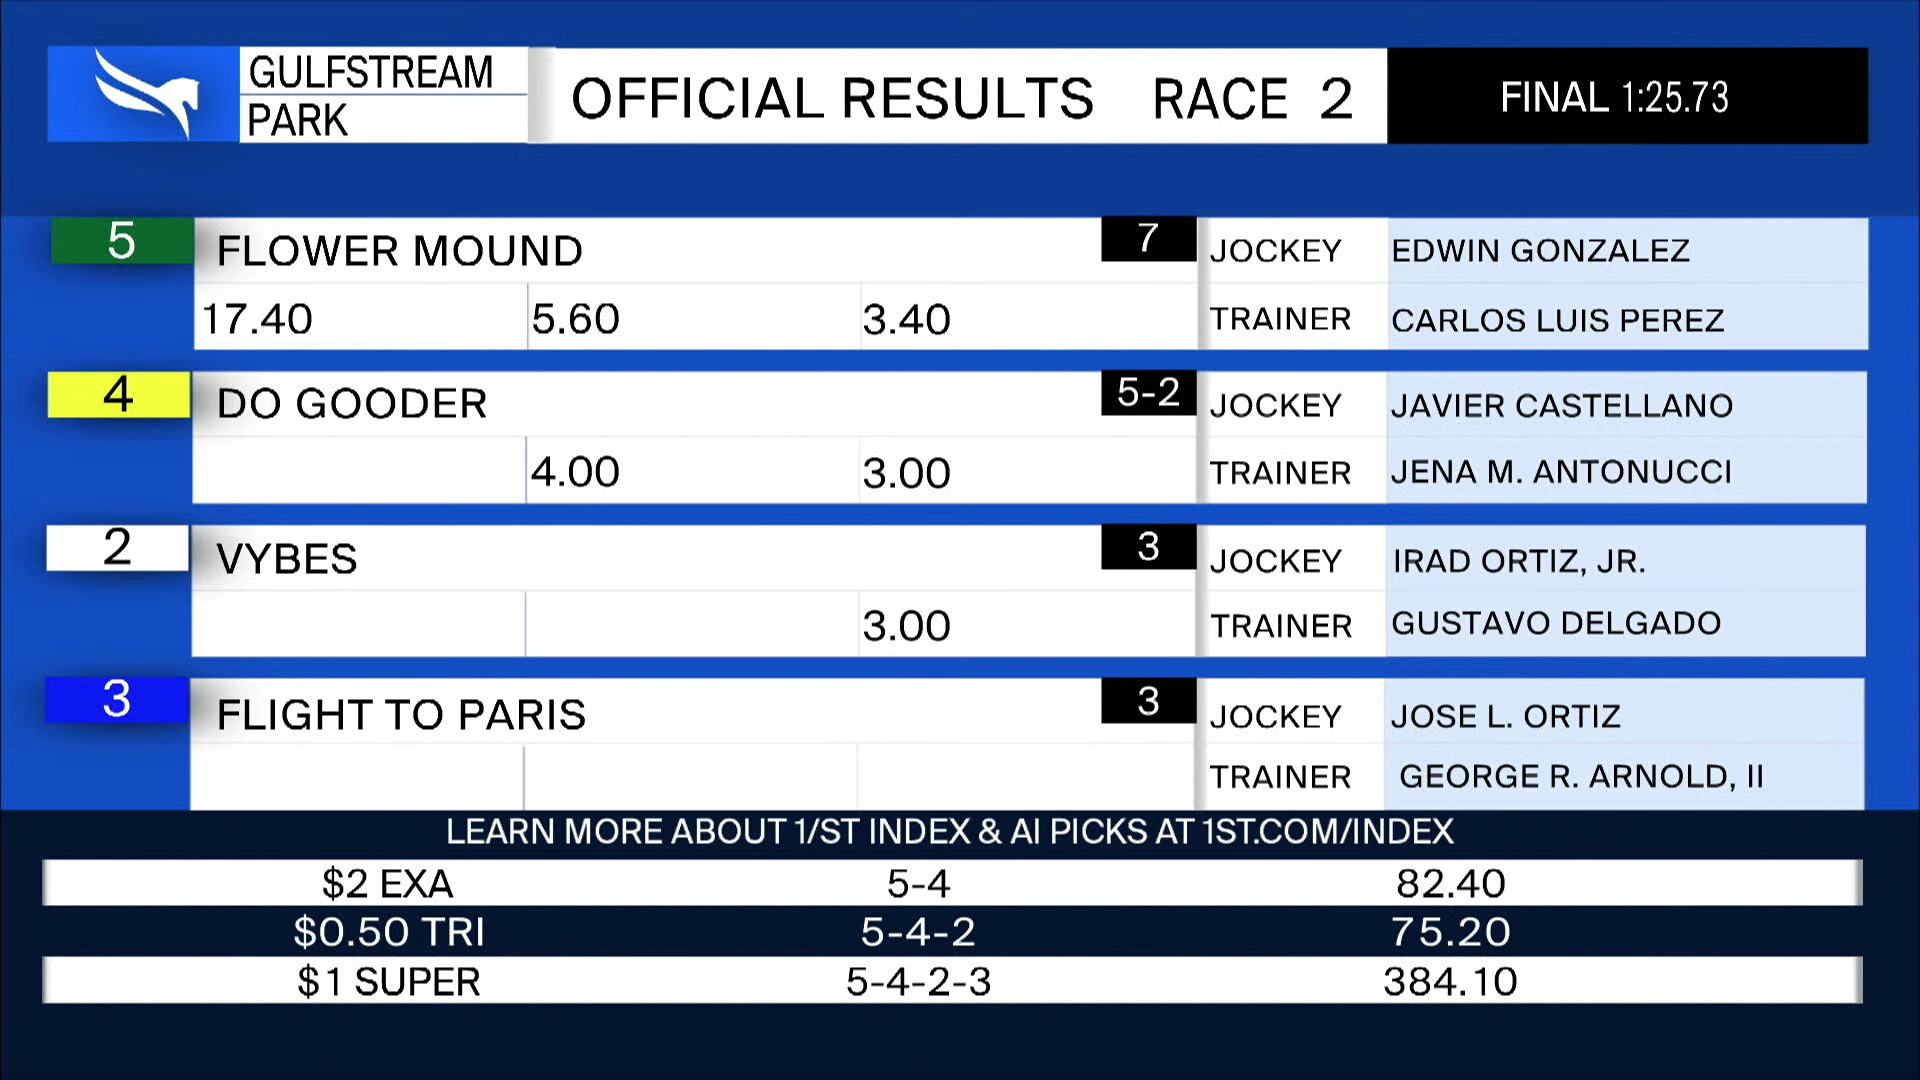 GULFSTREAM
PARK
OFFICIAL RESULTS RACE 2
FINAL 1:25.73
5 FLOWER MOUND 7 JOCKEY EDWIN GONZALEZ
17.40 5.60 3.40 TRAINER CARLOS LUIS PEREZ
4 DO GOODER 5-2 JOCKEY JAVIER CASTELLANO
4.00 3.00 TRAINER JENA M. ANTONUCCI
2 VYBES 3 JOCKEY IRAD ORTIZ, JR.
3.00 TRAINER GUSTAVO DELGADO
3 FLIGHT TO PARIS 3 JOCKEY JOSE L. ORTIZ
TRAINER GEORGE R. ARNOLD, II
LEARN MORE ABOUT 1/ST INDEX & AI PICKS AT 1ST.COM/INDEX
$2 EXA 5-4 82.40
$0.50 TRI 5-4-2 75.20
$1 SUPER 5-4-2-3 384.10